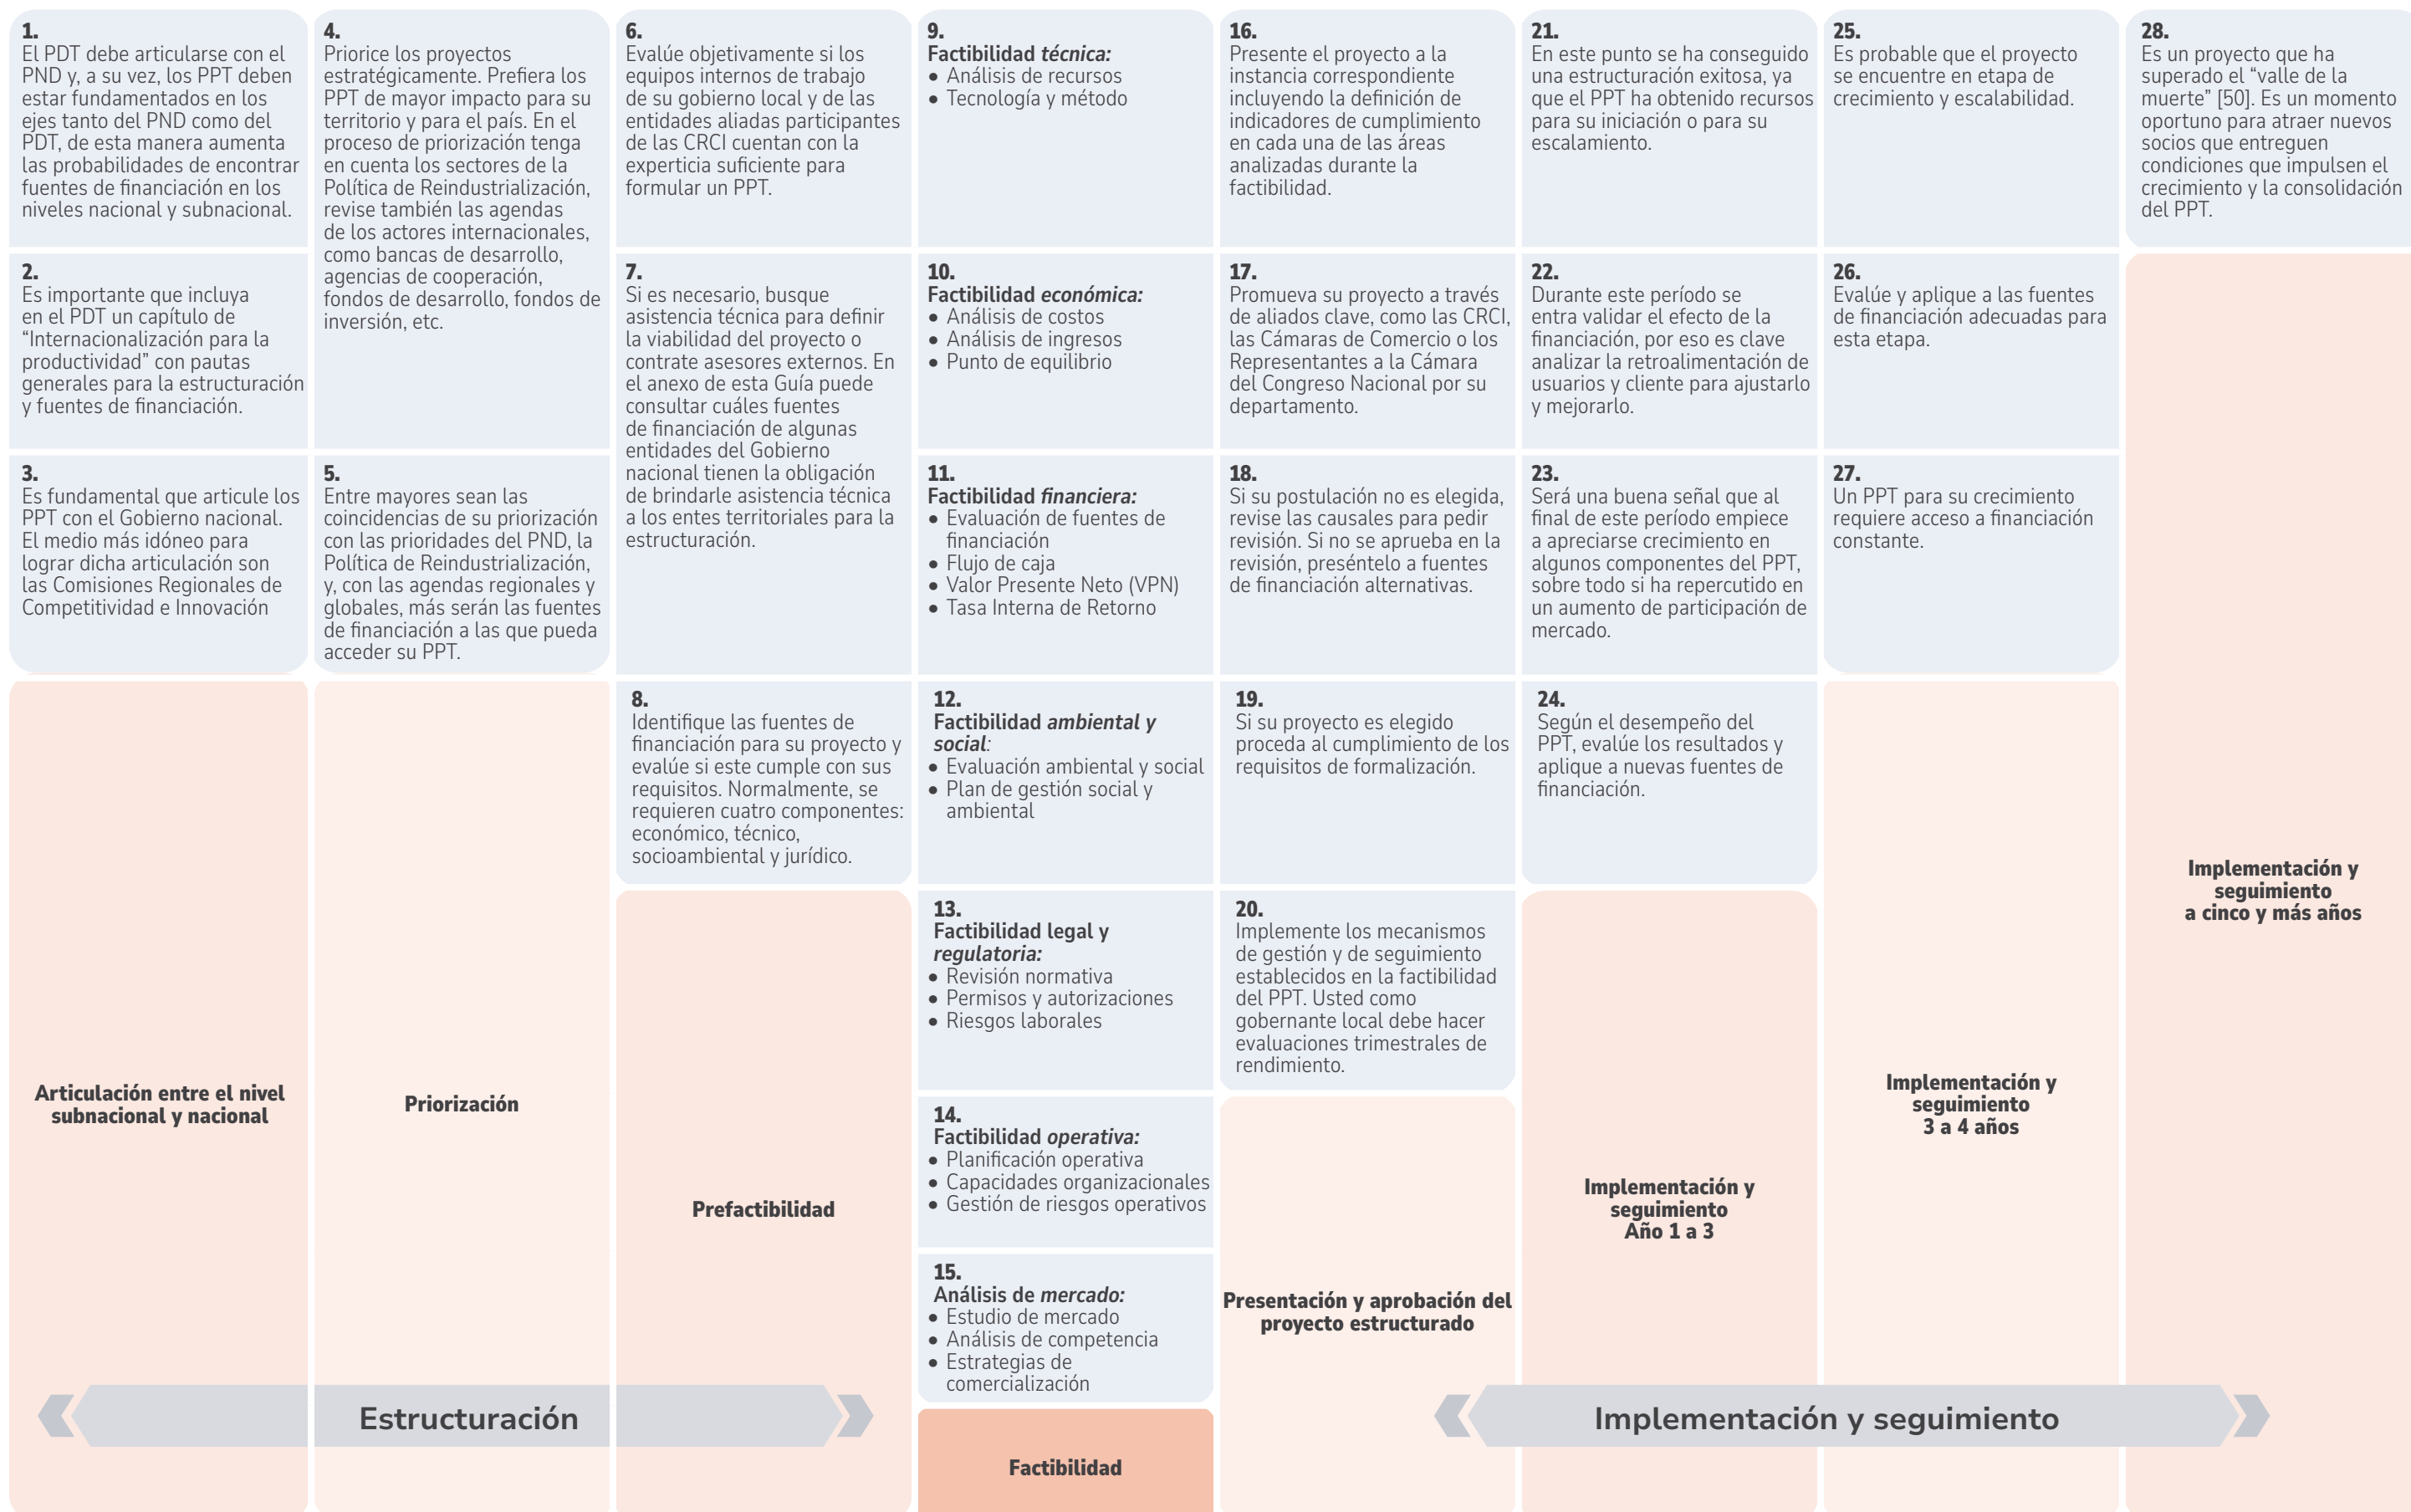 1.
El PDT debe articularse con el
PND y, a su vez, los PPT deben
estar fundamentados en los
ejes tanto del PND como del
PDT, de esta manera aumenta
las probabilidades de encontrar
fuentes de financiación en los
niveles nacional y subnacional.
2.
Es importante que incluya
en el PDT un capítulo de
“Internacionalización para la
productividad” con pautas
generales para la estructuración
y fuentes de financiación.
3.
Es fundamental que articule los
PPT con el Gobierno nacional.
El medio más idóneo para
lograr dicha articulación son
las Comisiones Regionales de
Competitividad e Innovación
Articulación entre el nivel
subnacional y nacional
4.
Priorice los proyectos
estratégicamente. Prefiera los
PPT de mayor impacto para su
territorio y para el país. En el
proceso de priorización tenga
en cuenta los sectores de la
Política de Reindustrialización,
revise también las agendas
de los actores internacionales,
como bancas de desarrollo,
agencias de cooperación,
fondos de desarrollo, fondos de
inversión, etc.
5.
Entre mayores sean las
coincidencias de su priorización
con las prioridades del PND, la
Política de Reindustrialización,
y, con las agendas regionales y
globales, más serán las fuentes
de financiación a las que pueda
acceder su PPT.
Priorización
6.
Evalúe objetivamente si los
equipos internos de trabajo
de su gobierno local y de las
entidades aliadas participantes
de las CRCI cuentan con la
experticia suficiente para
formular un PPT.
7.
Si es necesario, busque
asistencia técnica para definir
la viabilidad del proyecto o
contrate asesores externos. En
el anexo de esta Guía puede
consultar cuáles fuentes
de financiación de algunas
entidades del Gobierno
nacional tienen la obligación
de brindarle asistencia técnica
a los entes territoriales para la
estructuración.
8.
Identifique las fuentes de
financiación para su proyecto y
evalúe si este cumple con sus
requisitos. Normalmente, se
requieren cuatro componentes:
económico, técnico,
socioambiental y jurídico.
Prefactibilidad
Estructuración
9.
Factibilidad técnica:
● Análisis de recursos
● Tecnología y método
10.
Factibilidad económica:
● Análisis de costos
● Análisis de ingresos
● Punto de equilibrio
11.
Factibilidad financiera:
● Evaluación de fuentes de
financiación
● Flujo de caja
● Valor Presente Neto (VPN)
● Tasa Interna de Retorno
12.
Factibilidad ambiental y
social:
● Evaluación ambiental y social
● Plan de gestión social y
ambiental
13.
Factibilidad legal y
regulatoria:
● Revisión normativa
● Permisos y autorizaciones
● Riesgos laborales
14.
Factibilidad operativa:
● Planificación operativa
● Capacidades organizacionales
● Gestión de riesgos operativos
15.
Análisis de mercado:
● Estudio de mercado
● Análisis de competencia
● Estrategias de
comercialización
Factibilidad
16.
Presente el proyecto a la
instancia correspondiente
incluyendo la definición de
indicadores de cumplimiento
en cada una de las áreas
analizadas durante la
factibilidad.
17.
Promueva su proyecto a través
de aliados clave, como las CRCI,
las Cámaras de Comercio o los
Representantes a la Cámara
del Congreso Nacional por su
departamento.
18.
Si su postulación no es elegida,
revise las causales para pedir
revisión. Si no se aprueba en la
revisión, preséntelo a fuentes
de financiación alternativas.
19.
Si su proyecto es elegido
proceda al cumplimiento de los
requisitos de formalización.
20.
Implemente los mecanismos
de gestión y de seguimiento
establecidos en la factibilidad
del PPT. Usted como
gobernante local debe hacer
evaluaciones trimestrales de
rendimiento.
Presentación y aprobación del
proyecto estructurado
21.
En este punto se ha conseguido
una estructuración exitosa, ya
que el PPT ha obtenido recursos
para su iniciación o para su
escalamiento.
22.
Durante este período se
entra validar el efecto de la
financiación, por eso es clave
analizar la retroalimentación de
usuarios y cliente para ajustarlo
y mejorarlo.
23.
Será una buena señal que al
final de este período empiece
a apreciarse crecimiento en
algunos componentes del PPT,
sobre todo si ha repercutido en
un aumento de participación de
mercado.
24.
Según el desempeño del
PPT, evalúe los resultados y
aplique a nuevas fuentes de
financiación.
Implementación y
seguimiento
Año 1 a 3
25.
Es probable que el proyecto
se encuentre en etapa de
crecimiento y escalabilidad.
26.
Evalúe y aplique a las fuentes
de financiación adecuadas para
esta etapa.
27.
Un PPT para su crecimiento
requiere acceso a financiación
constante.
Implementación y
seguimiento
3 a 4 años
28.
Es un proyecto que ha
superado el “valle de la
muerte” [50]. Es un momento
oportuno para atraer nuevos
socios que entreguen
condiciones que impulsen el
crecimiento y la consolidación
del PPT.
Implementación y
seguimiento
a cinco y más años
Implementación y seguimiento